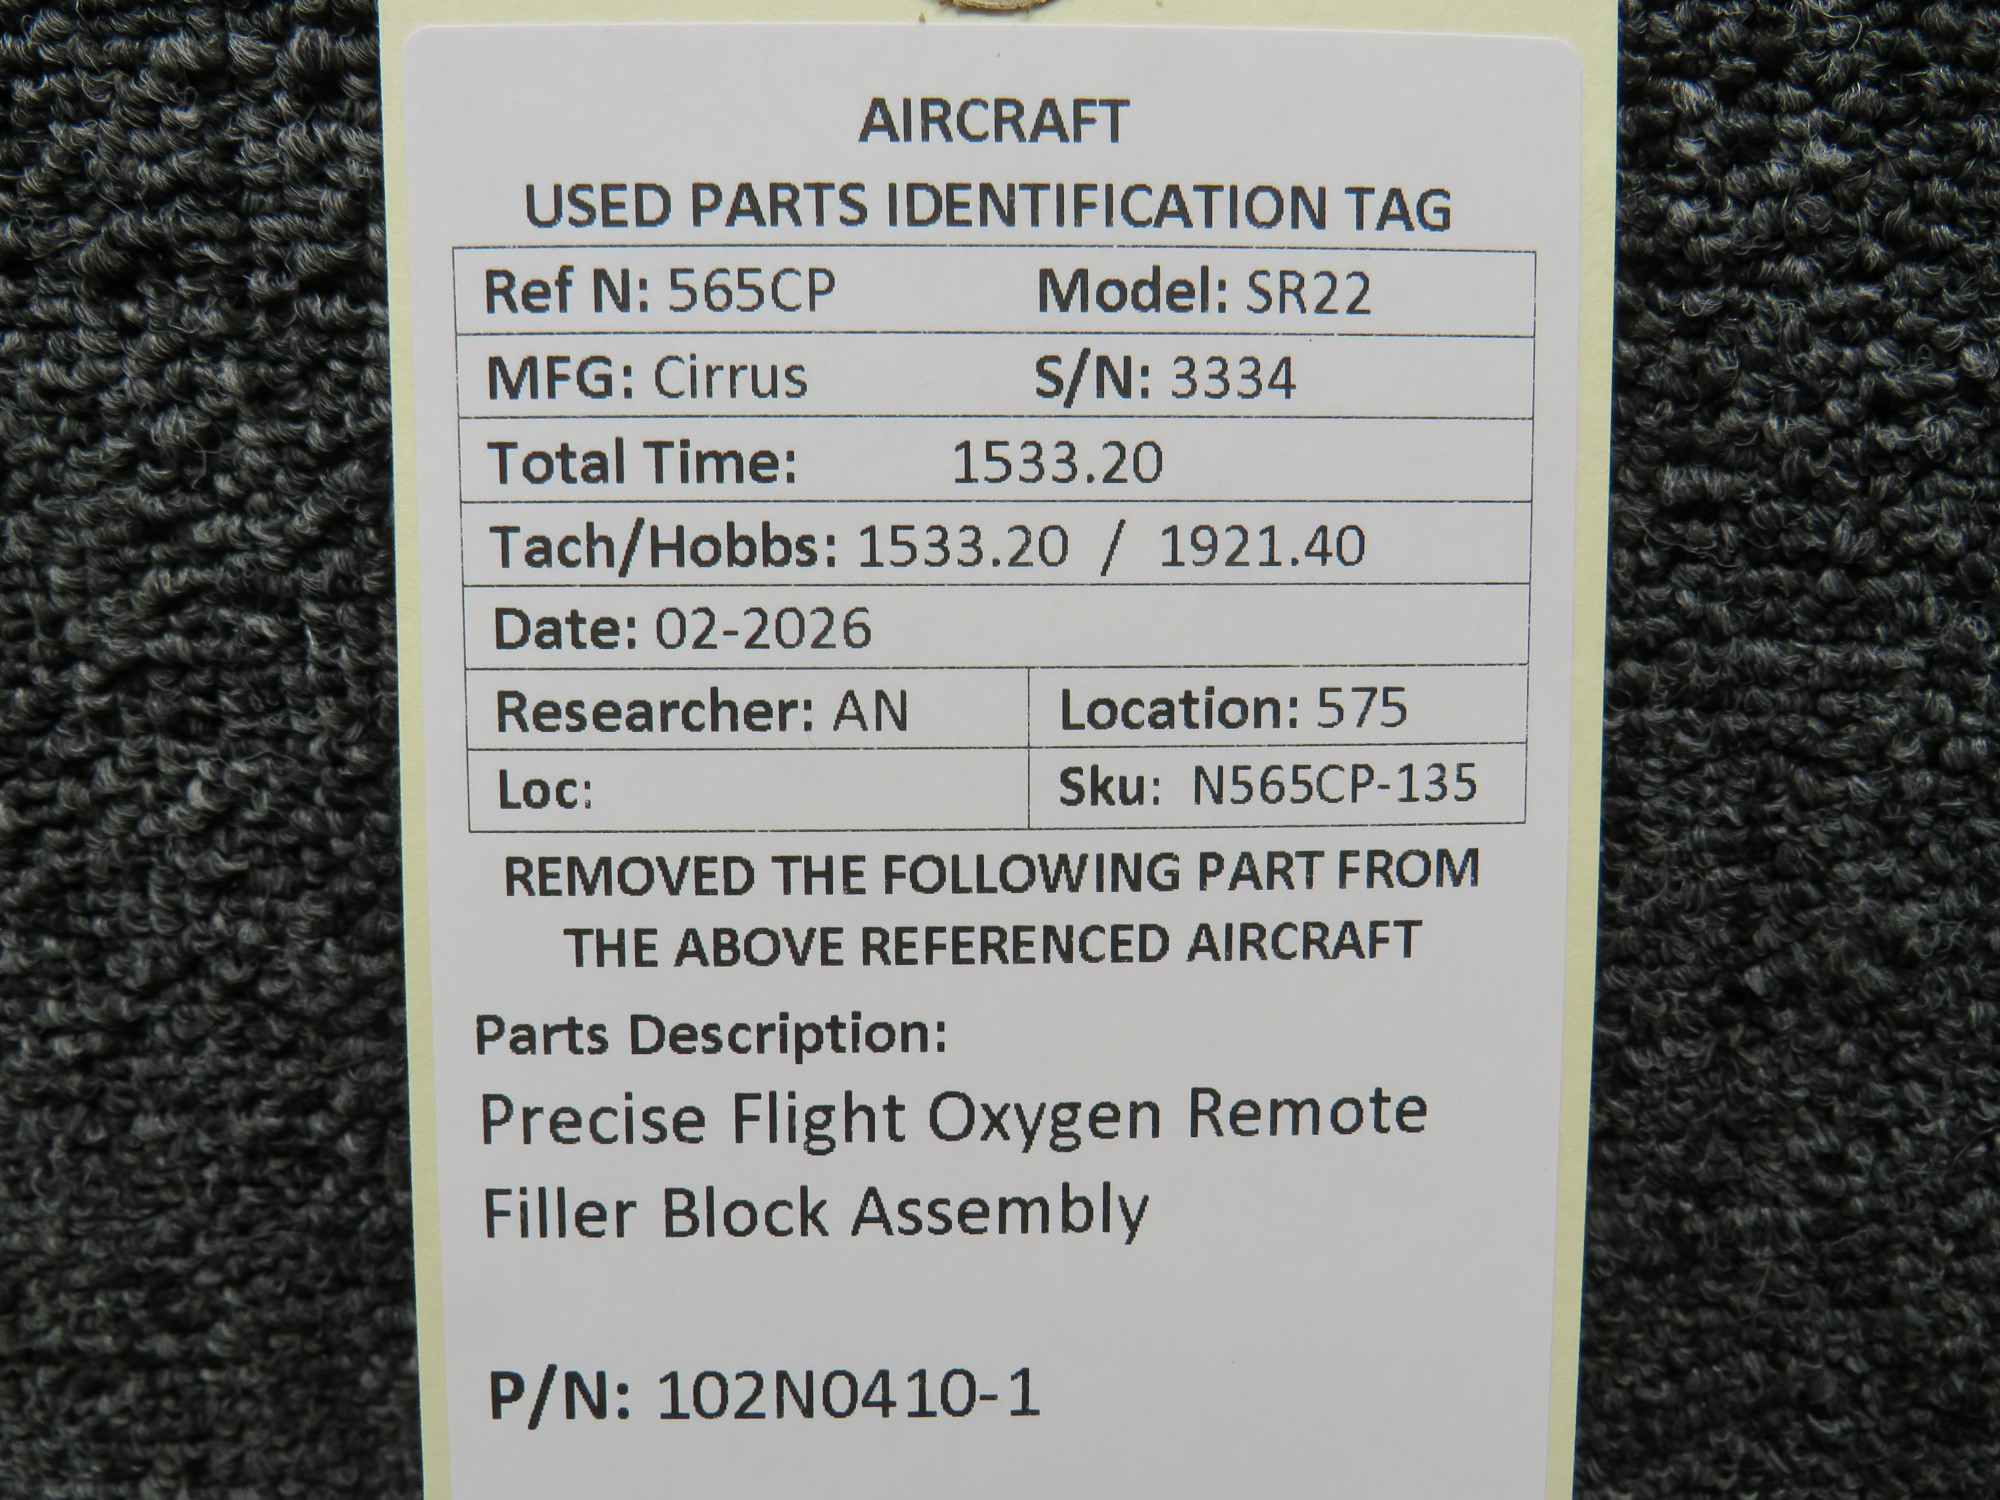 AIRCRAFT
USED PARTS IDENTIFICATION TAG
Ref N: 565CP Model: SR22
MFG: Cirrus S/N: 3334
Total Time: 1533.20
Tach/Hobbs: 1533.20 / 1921.40
Date: 02-2026
Researcher: AN Location: 575
Loc: Sku: N565CP-135
REMOVED THE FOLLOWING PART FROM
THE ABOVE REFERENCED AIRCRAFT
Parts Description:
Precise Flight Oxygen Remote
Filler Block Assembly
P/N: 102N0410-1